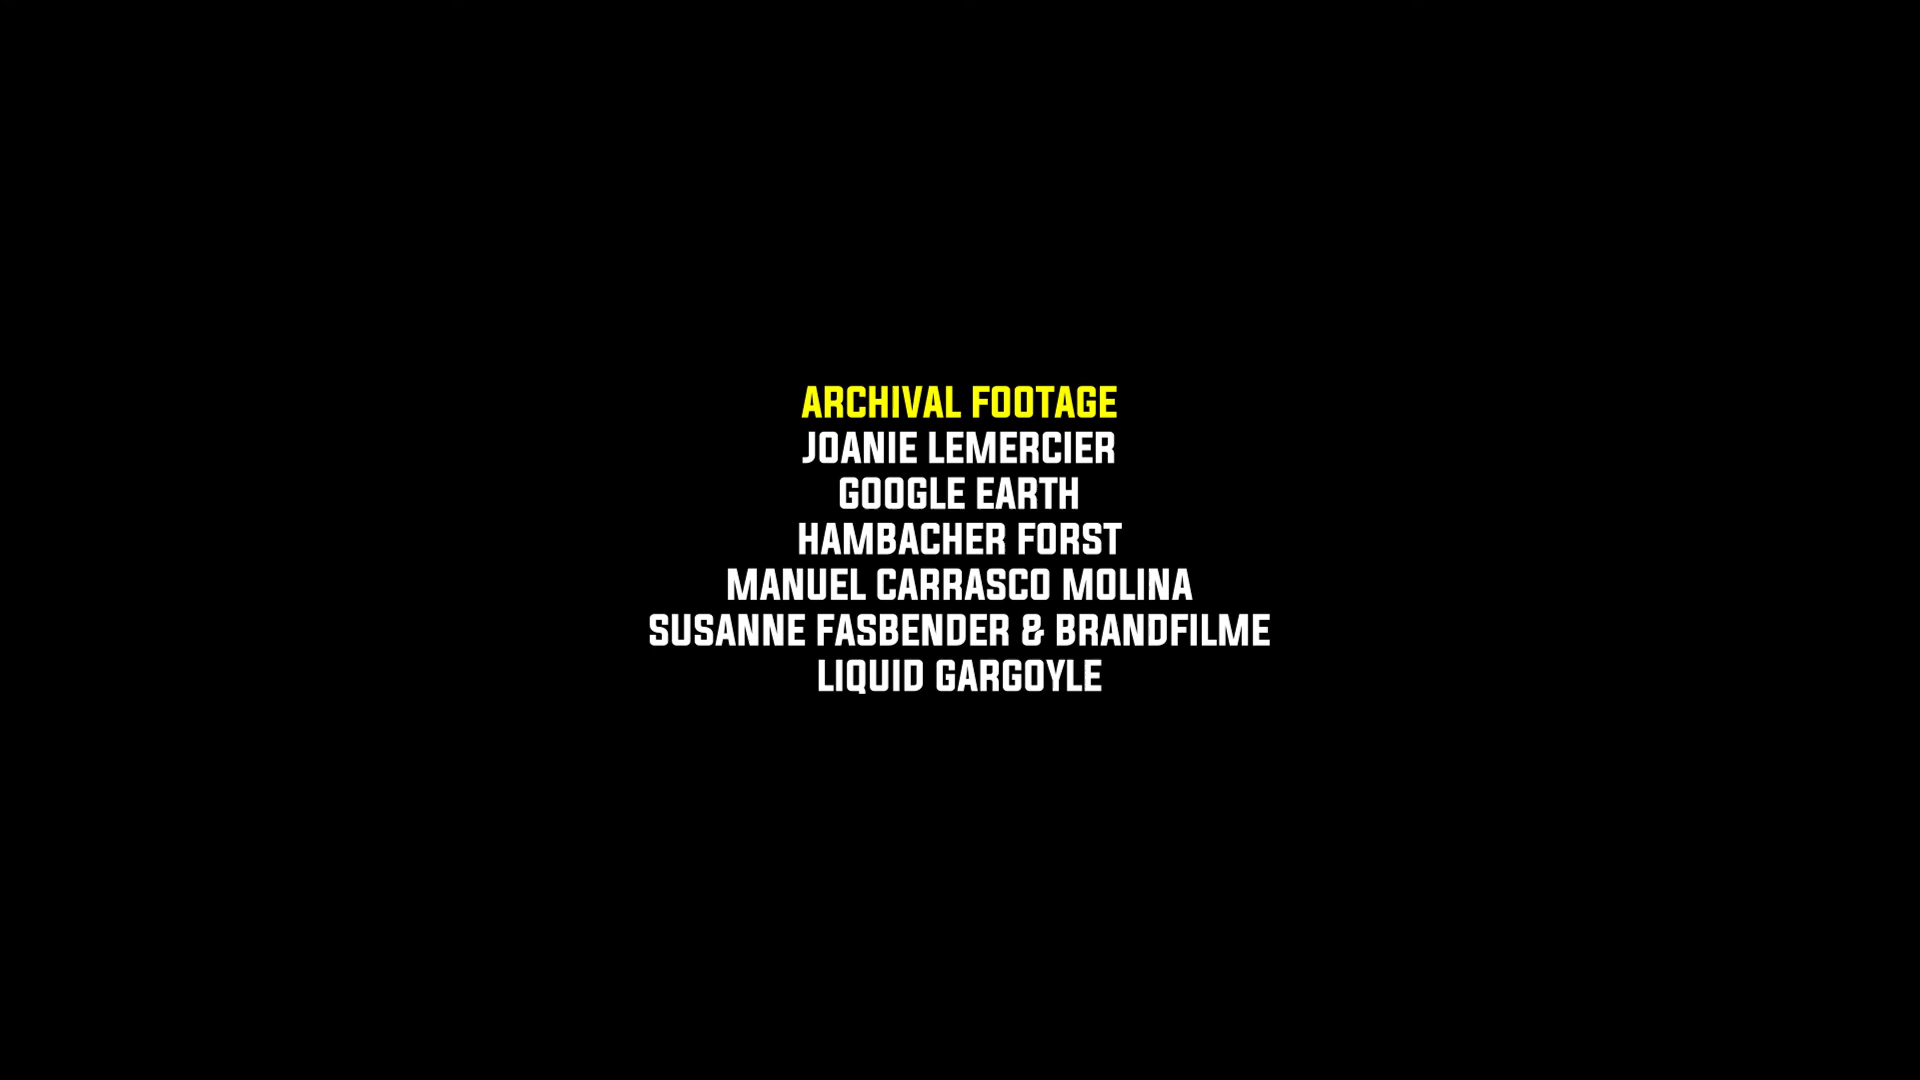 ARCHIVAL FOOTAGE
JOANIE LEMERCIER
GOOGLE EARTH
HAMBACHER FORST
MANUEL CARRASCO MOLINA
SUSANNE FASBENDER & BRANDFILME
LIQUID GARGOYLE